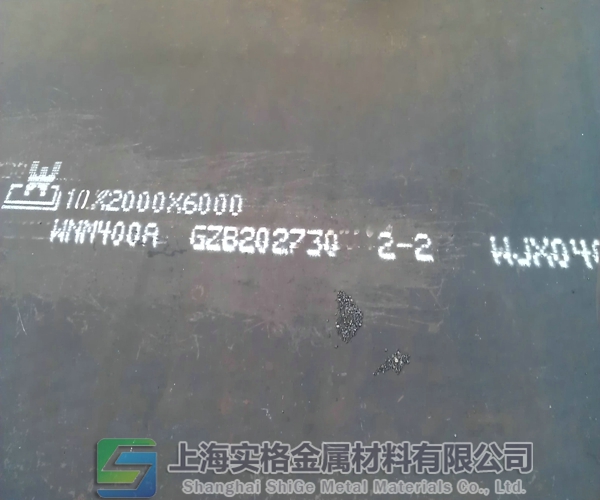 W
10X2000X6000
WNM400A GZB202730 2-2 WJX04
上海实格金属材料有限公司
Shanghai ShiGe Metal Materials Co., Ltd.